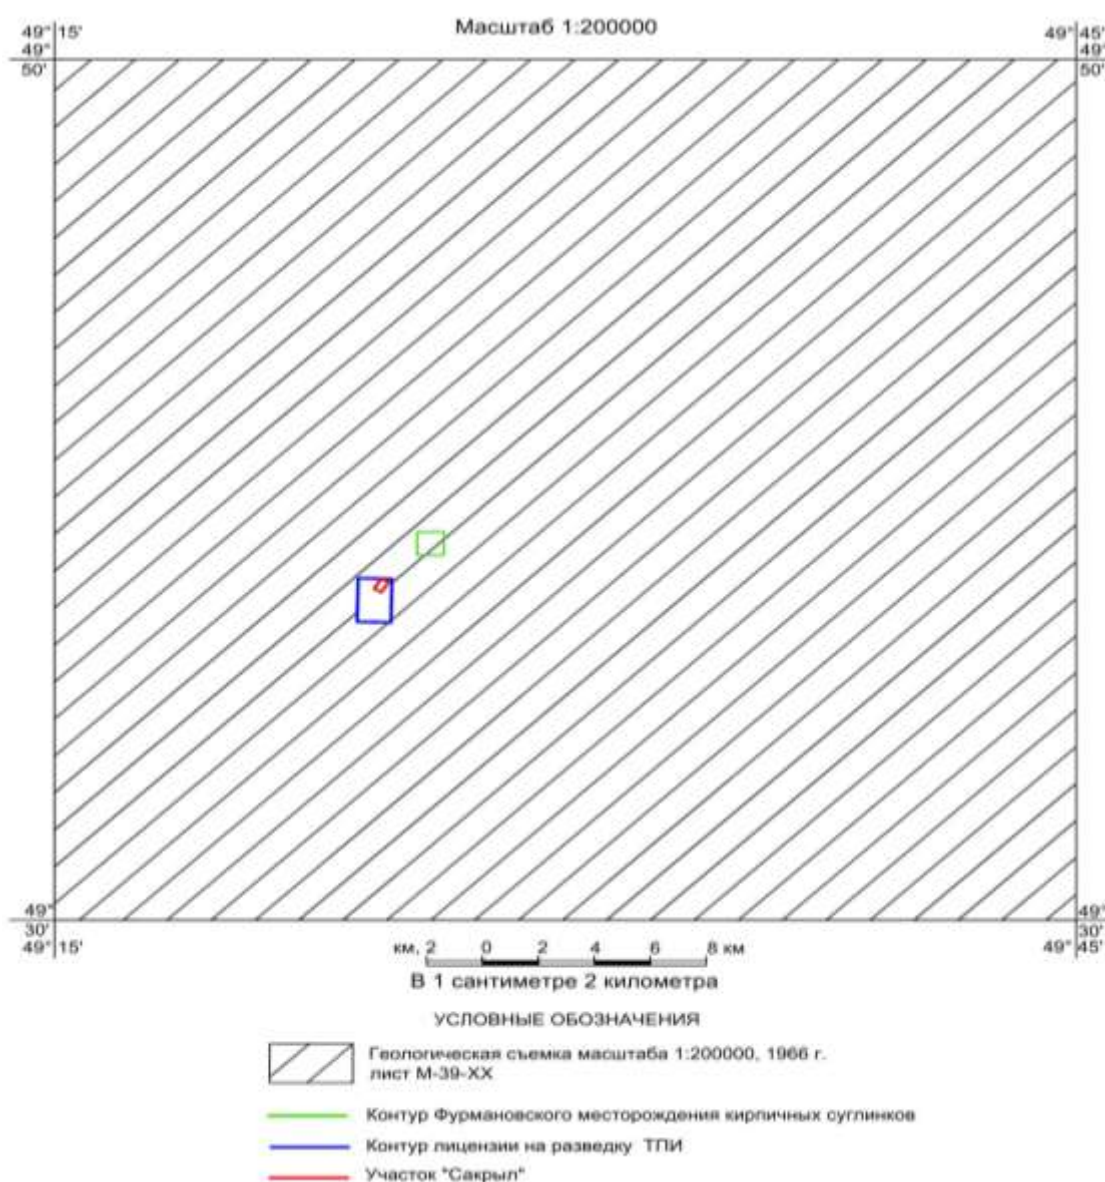 Масштаб 1:200000
49° 15'
49° 45'
49°
49°
50'
50'
49°
49°
30'
30'
49° 15'
49° 45'
км, 2 0 2 4 6 8 км
В 1 сантиметре 2 километра
УСЛОВНЫЕ ОБОЗНАЧЕНИЯ
Геологическая съемка масштаба 1:200000, 1966 г.
лист М-39-XX
Контур Фурмановского месторождения кирпичных суглинков
Контур лицензии на разведку ТПИ
Участок "Сакрыл"